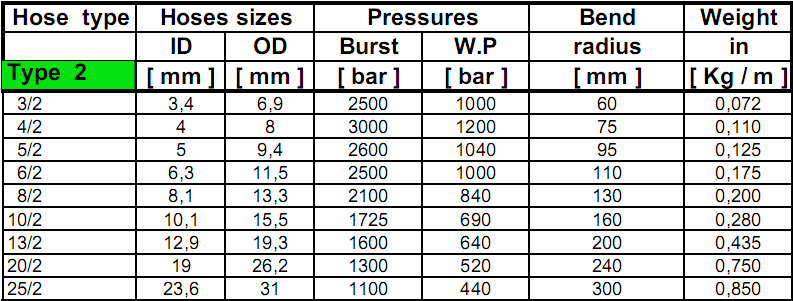 Hose type Hoses sizes Pressures Bend Weight
ID OD Burst W.P radius in
Type 2 [ mm ] [ mm ] [ bar ] [ bar ] [ mm ] [ Kg / m ]
3/2 3,4 6,9 2500 1000 60 0,072
4/2 4 8 3000 1200 75 0,110
5/2 5 9,4 2600 1040 95 0,125
6/2 6,3 11,5 2500 1000 110 0,175
8/2 8,1 13,3 2100 840 130 0,200
10/2 10,1 15,5 1725 690 160 0,280
13/2 12,9 19,3 1600 640 200 0,435
20/2 19 26,2 1300 520 240 0,750
25/2 23,6 31 1100 440 300 0,850